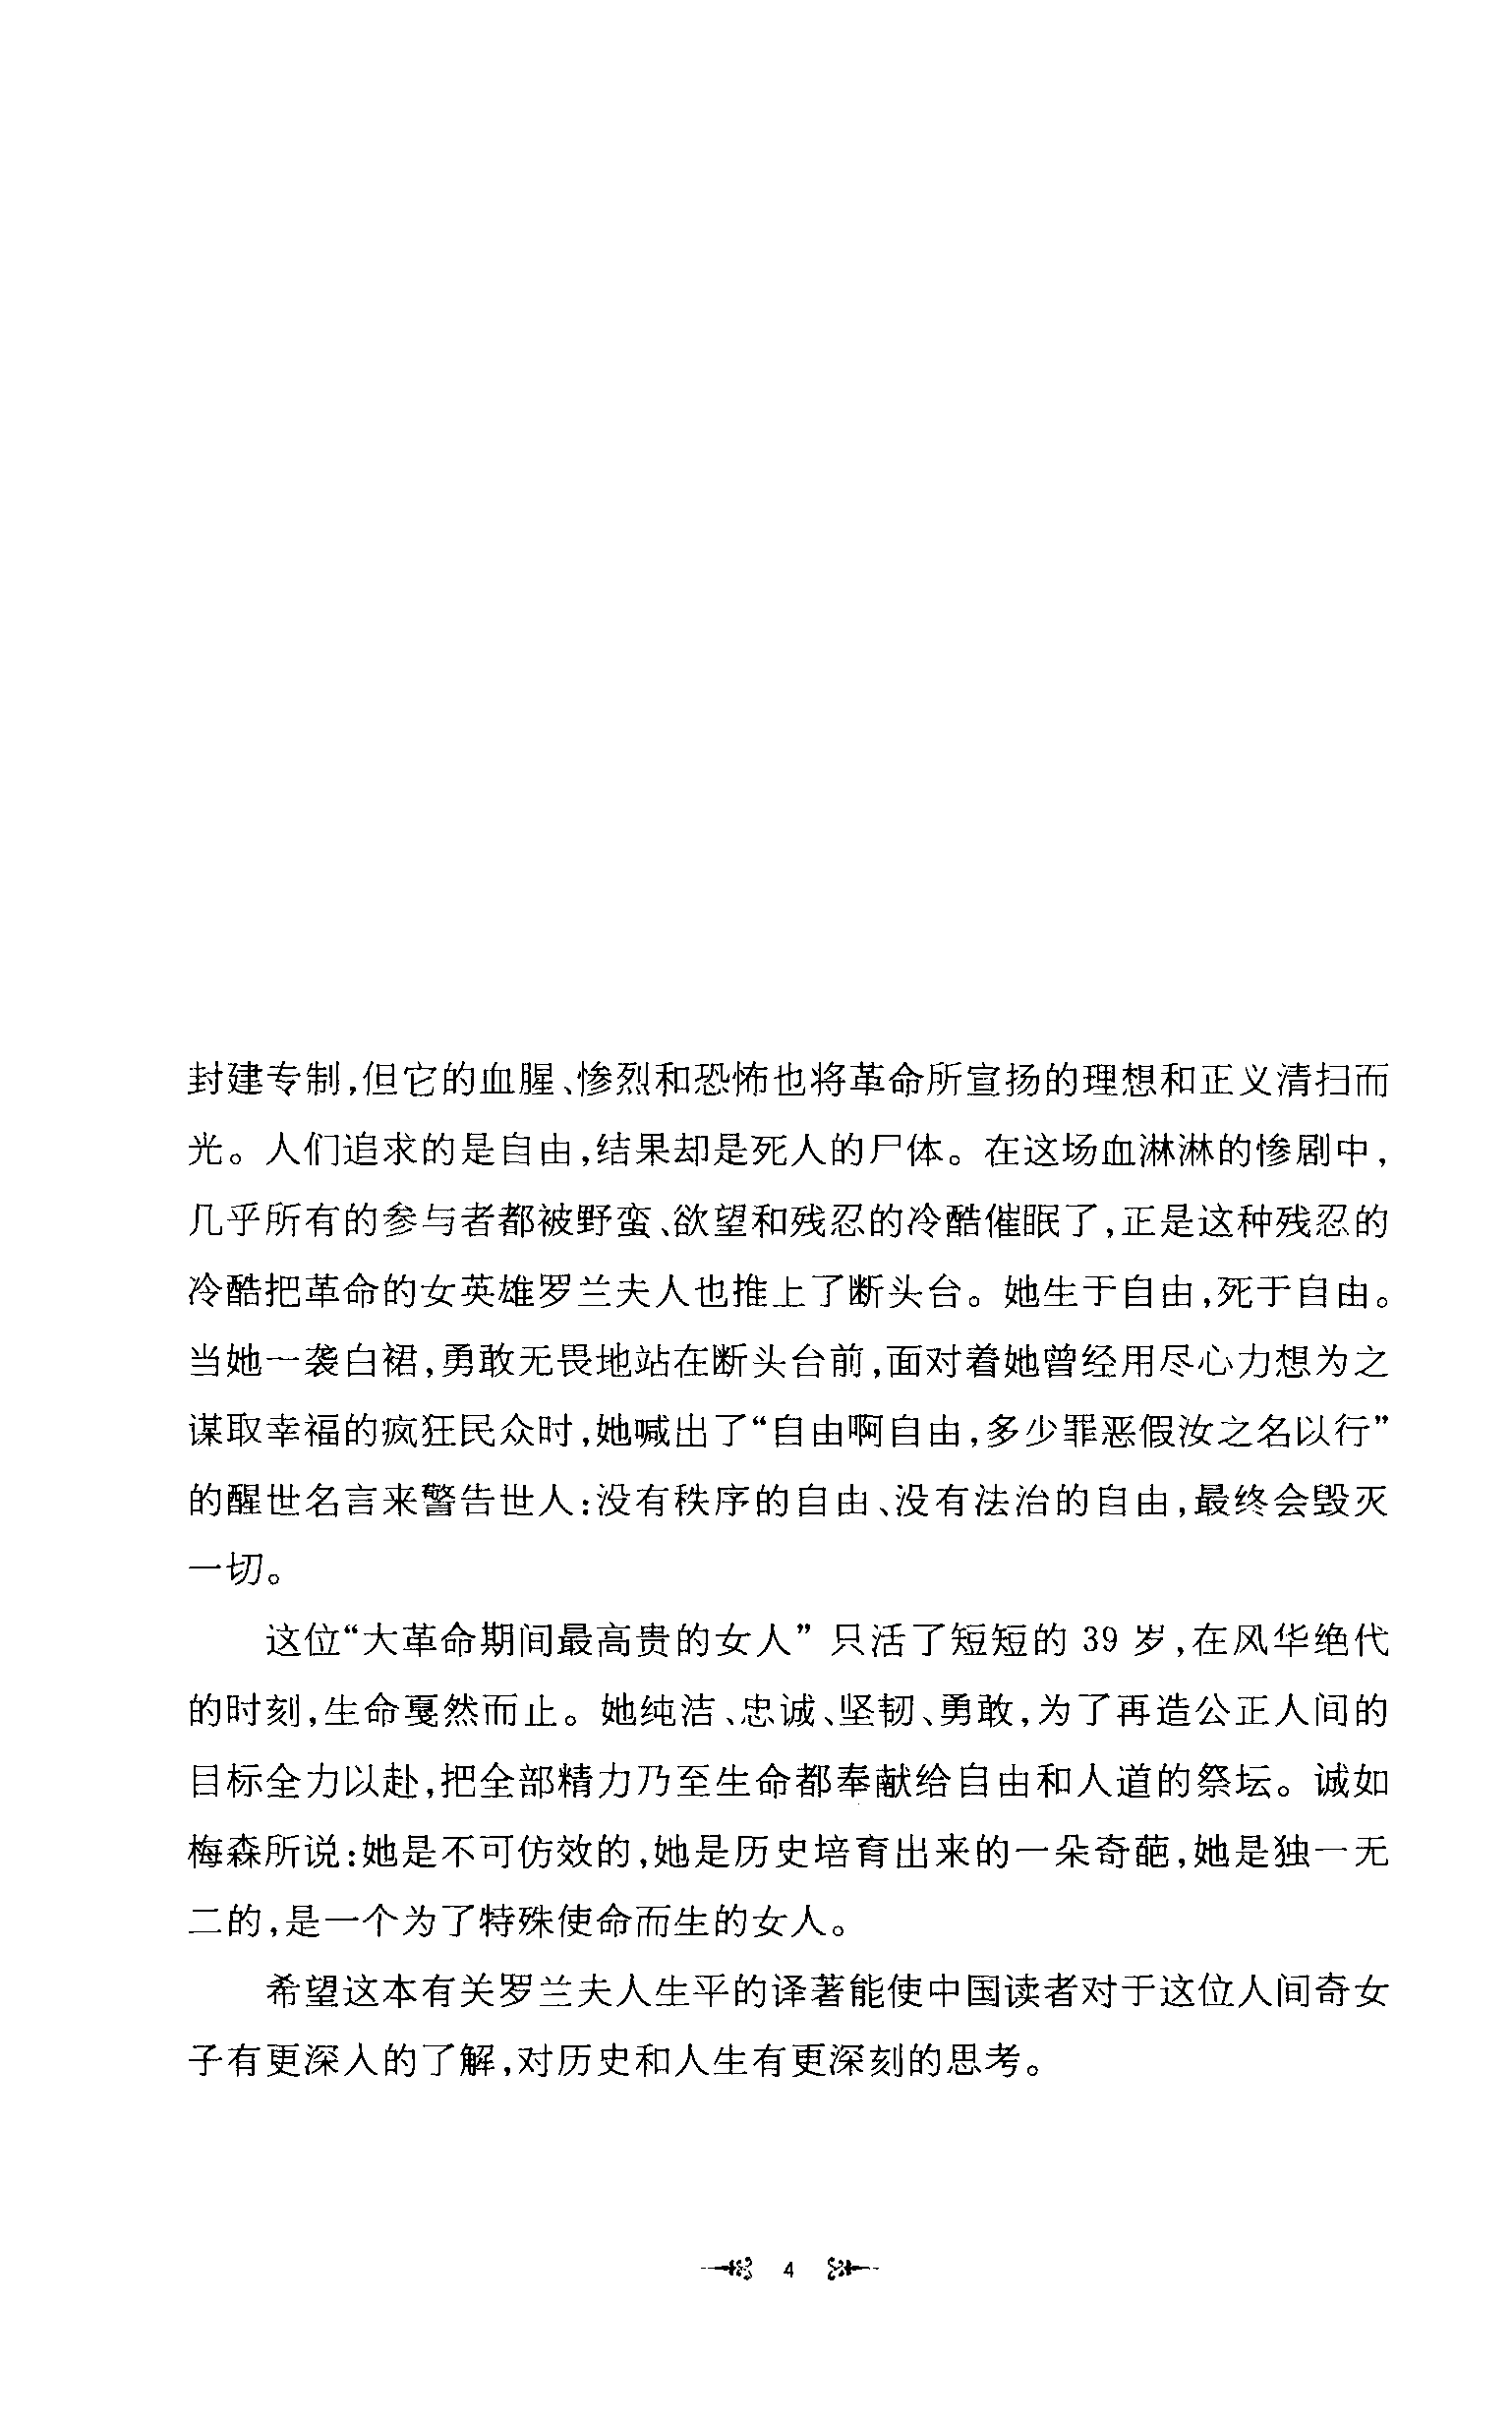 封建专制,但它的血腥、惨烈和恐怖也将革命所宣扬的理想和正义清扫而
光。人们追求的是自由,结果却是死人的尸体。在这场血淋淋的惨剧中,
几乎所有的参与者都被野蛮、欲望和残忍的冷酷催眠了,正是这种残忍的
冷酷把革命的女英雄罗兰夫人也推上了断头台。她生于自由,死于自由。
当她一袭白裙,勇敢无畏地站在断头台前,面对着她曾经用尽心力想为之
谋取幸福的疯狂民众时,她喊出了“自由啊自由,多少罪恶假汝之名以行”
的醒世名言来警告世人:没有秩序的自由、没有法治的自由,最终会毁灭
一切。
这位“大革命期间最高贵的女人” 只活了短短的 39 岁,在风华绝代
的时刻,生命戛然而止。她纯洁、忠诚、坚韧、勇敢,为了再造公正人间的
目标全力以赴,把全部精力乃至生命都奉献给自由和人道的祭坛。诚如
梅森所说:她是不可仿效的,她是历史培育出来的一朵奇葩,她是独一无
二的,是一个为了特殊使命而生的女人。
希望这本有关罗兰夫人生平的译著能使中国读者对于这位人间奇女
子有更深入的了解,对历史和人生有更深刻的思考。
4